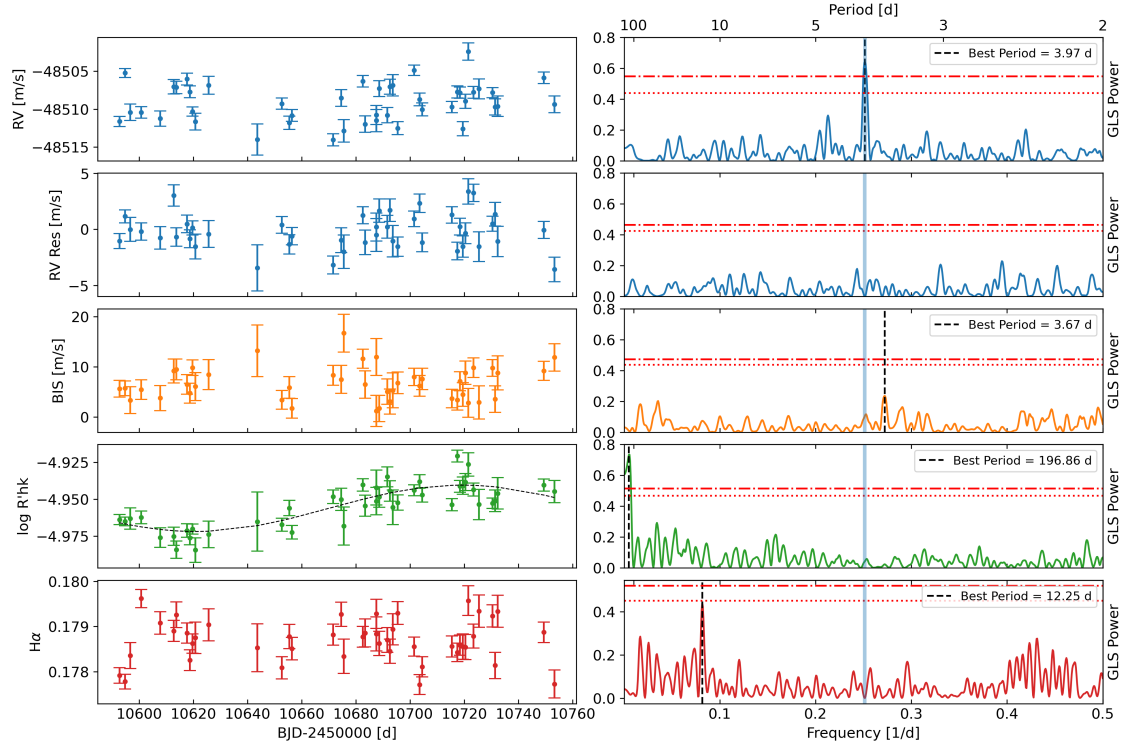 Period [d]
100 10 5 3 2
RV [m/s]
−48505
−48510
−48515
0.8
0.6
0.4
0.2
0.0
Best Period = 3.97 d
GLS Power
RV Res [m/s]
5
0
−5
0.8
0.6
0.4
0.2
0.0
GLS Power
BIS [m/s]
20
10
0
0.8
0.6
0.4
0.2
0.0
Best Period = 3.67 d
GLS Power
log R'hk
−4.925
−4.950
−4.975
0.8
0.6
0.4
0.2
0.0
Best Period = 196.86 d
GLS Power
Hα
0.180
0.179
0.178
0.4
0.2
0.0
Best Period = 12.25 d
GLS Power
10600 10620 10640 10660 10680 10700 10720 10740 10760
BJD-2450000 [d]
0.1 0.2 0.3 0.4 0.5
Frequency [1/d]